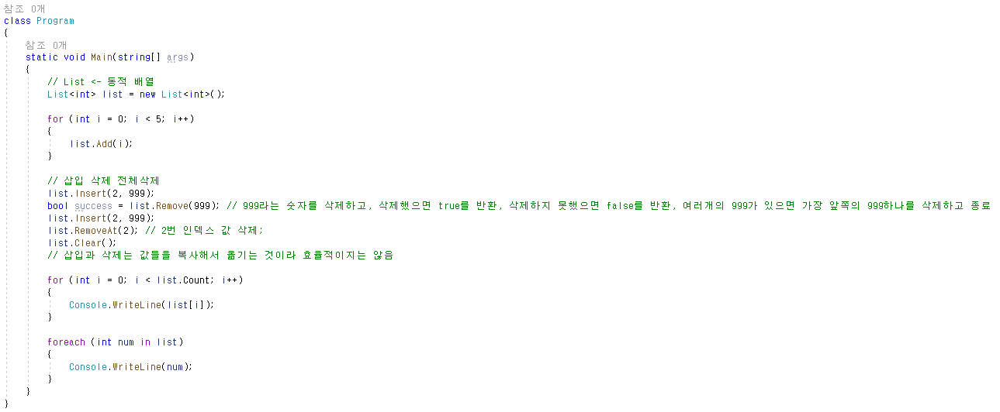 참조 0개
class Program
{
참조 0개
static void Main(string[] args)
{
// List <- 동적 배열
List<int> list = new List<int>();
for (int i = 0; i < 5; i++)
{
list.Add(i);
}
// 삽입 삭제 전체삭제
list.Insert(2, 999);
bool success = list.Remove(999); // 999라는 숫자를 삭제하고, 삭제했으면 true를 반환, 삭제하지 못했으면 false를 반환, 여러개의 999가 있으면 가장 앞쪽의 999하나를 삭제하고 종료
list.Insert(2, 999);
list.RemoveAt(2); // 2번 인덱스 값 삭제;
list.Clear();
// 삽입과 삭제는 값들을 복사해서 옮기는 것이라 효율적이지는 않음
for (int i = 0; i < list.Count; i++)
{
Console.WriteLine(list[i]);
}
foreach (int num in list)
{
Console.WriteLine(num);
}
}
}